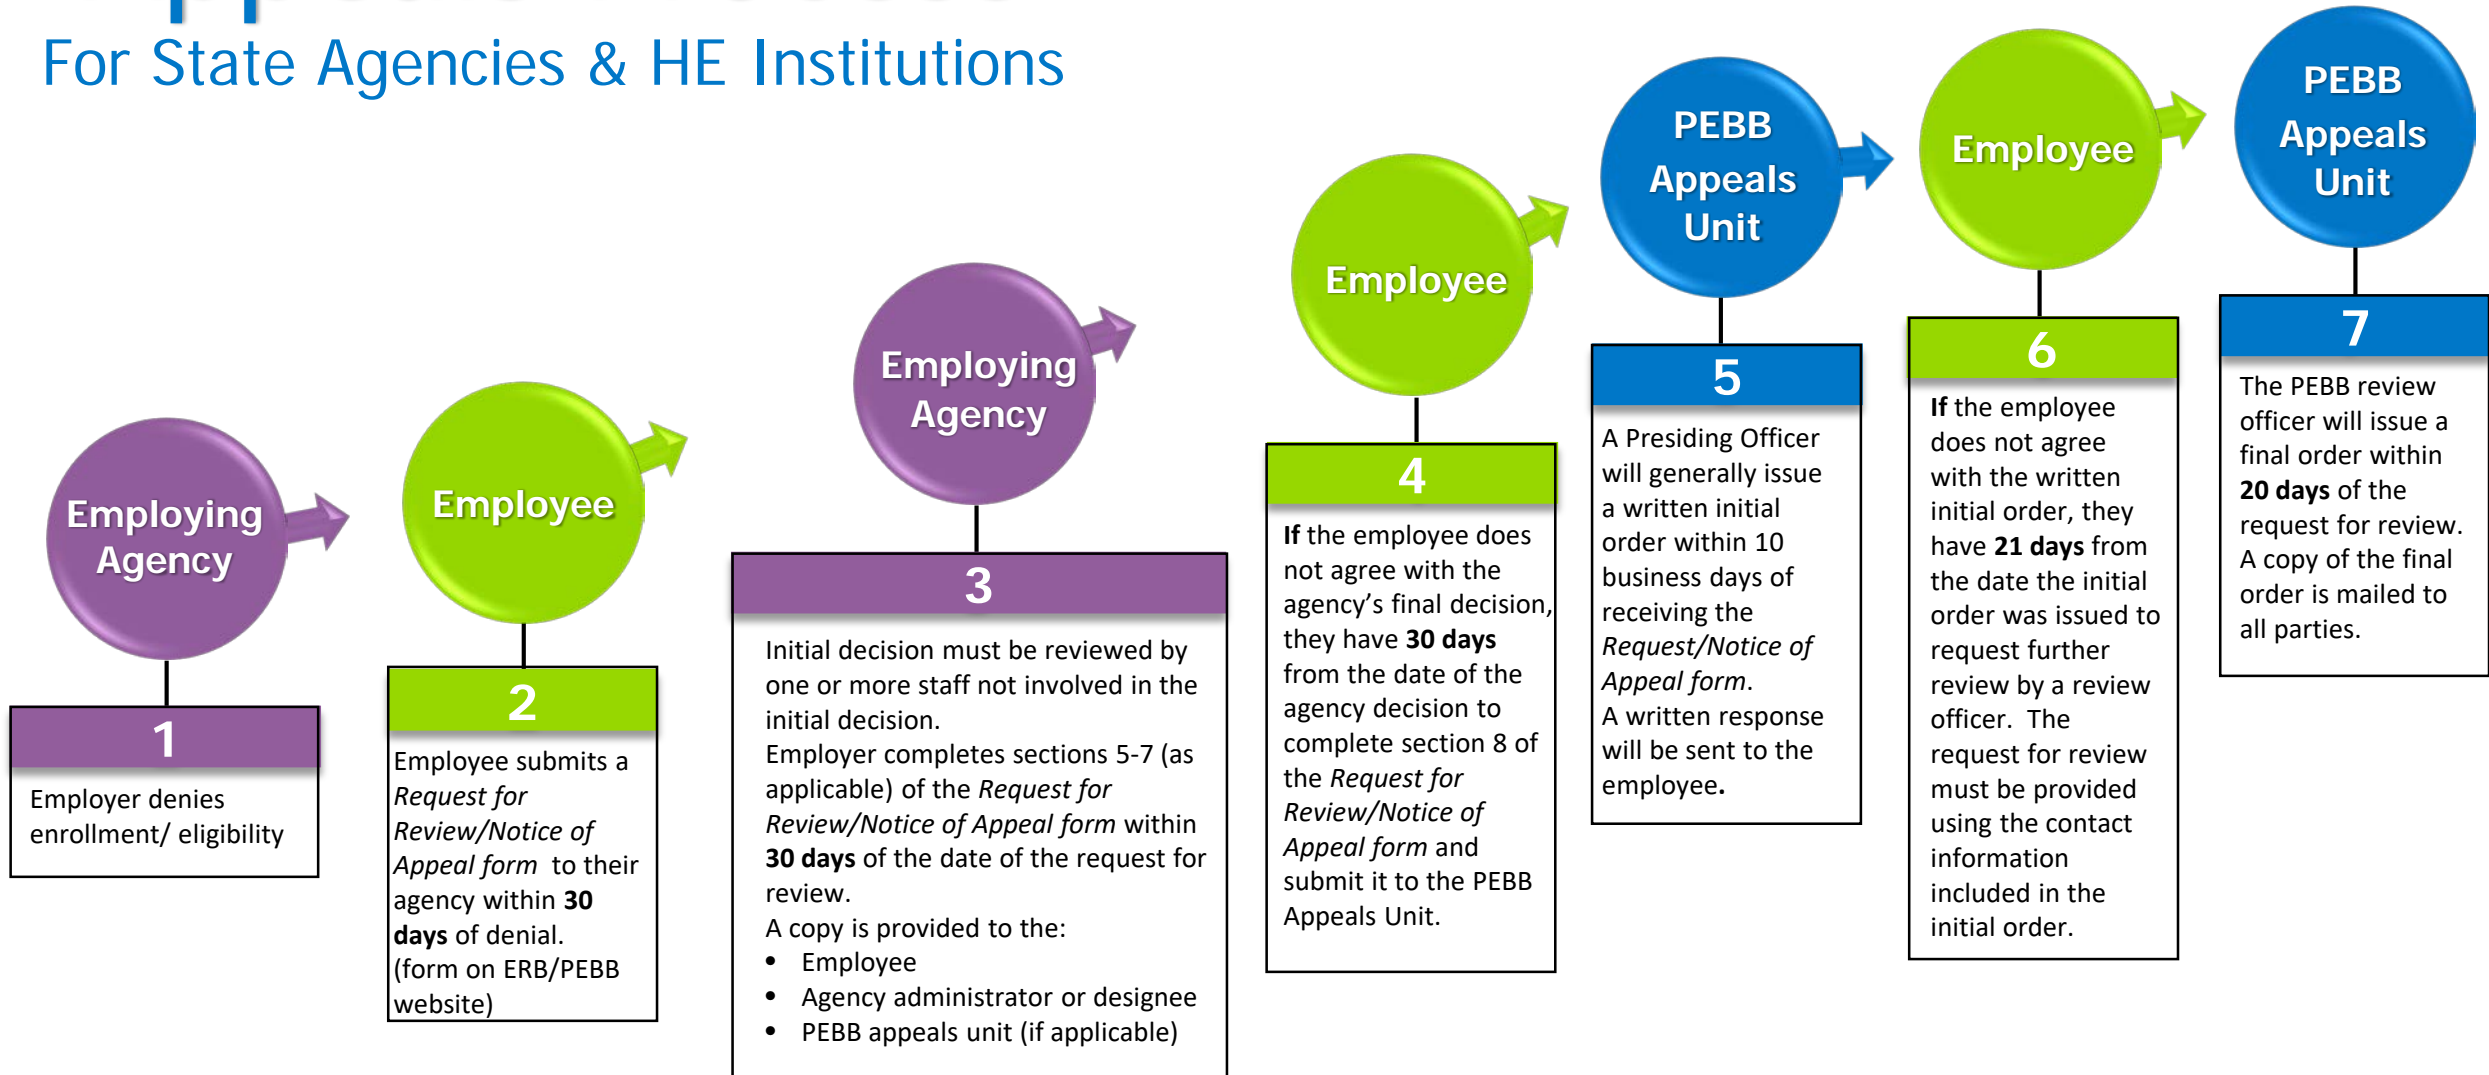 For State Agencies & HE Institutions
Employing
Agency
1
Employer denies
enrollment/ eligibility
Employee
2
Employee submits a
Request for
Review/Notice of
Appeal form to their
agency within 30
days of denial.
(form on ERB/PEBB
website)
Employing
Agency
3
Initial decision must be reviewed by
one or more staff not involved in the
initial decision.
Employer completes sections 5-7 (as
applicable) of the Request for
Review/Notice of Appeal form within
30 days of the date of the request for
review.
A copy is provided to the:
• Employee
• Agency administrator or designee
• PEBB appeals unit (if applicable)
Employee
4
If the employee does
not agree with the
agency’s final decision,
they have 30 days
from the date of the
agency decision to
complete section 8 of
the Request for
Review/Notice of
Appeal form and
submit it to the PEBB
Appeals Unit.
PEBB
Appeals
Unit
5
A Presiding Officer
will generally issue
a written initial
order within 10
business days of
receiving the
Request/Notice of
Appeal form.
A written response
will be sent to the
employee.
Employee
6
If the employee
does not agree
with the written
initial order, they
have 21 days from
the date the initial
order was issued to
request further
review by a review
officer. The
request for review
must be provided
using the contact
information
included in the
initial order.
PEBB
Appeals
Unit
7
The PEBB review
officer will issue a
final order within
20 days of the
request for review.
A copy of the final
order is mailed to
all parties.